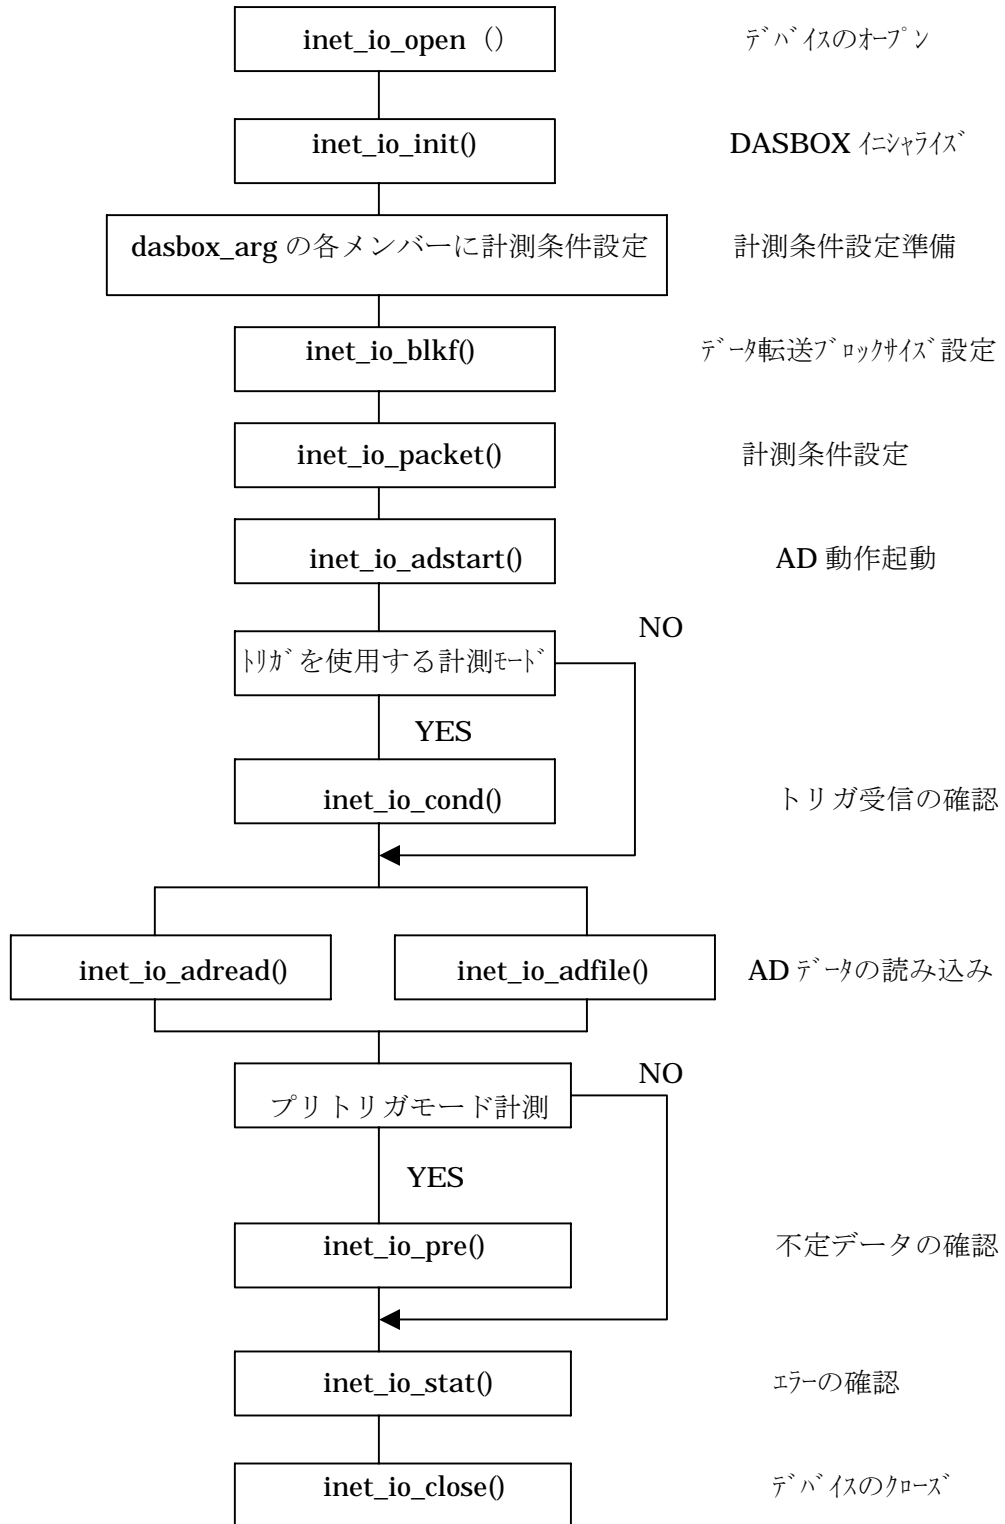 inet_io_open（） ﾃﾞﾊﾞｲｽのｵｰﾌﾟﾝ
inet_io_init() DASBOX ｲﾆｼｬﾗｲｽﾞ
dasbox_arg の各メンバーに計測条件設定 計測条件設定準備
inet_io_blkf() ﾃﾞｰﾀ転送ﾌﾞﾛｯｸｻｲｽﾞ設定
inet_io_packet() 計測条件設定
inet_io_adstart() AD 動作起動
NO
ﾄﾘｶﾞを使用する計測ﾓｰﾄﾞ
YES
inet_io_cond() トリガ受信の確認
inet_io_adread() inet_io_adfile() AD ﾃﾞｰﾀの読み込み
NO
プリトリガモード計測
YES
inet_io_pre() 不定データの確認
inet_io_stat() ｴﾗｰの確認
inet_io_close() ﾃﾞﾊﾞｲｽのｸﾛｰｽﾞ